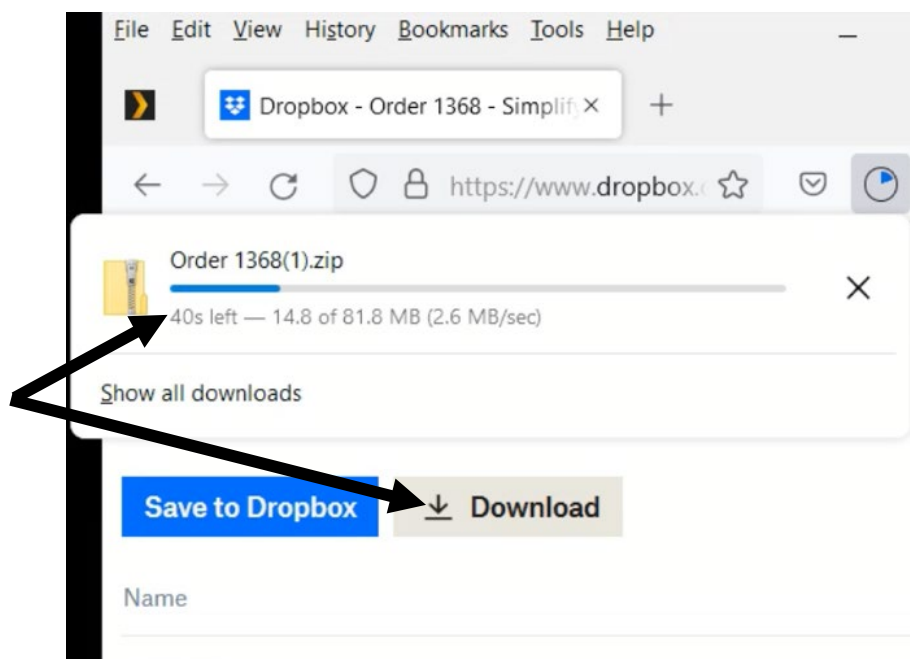 File Edit View History Bookmarks Tools Help
Dropbox - Order 1368 - Simplify
https://www.dropbox.
Order 1368(1).zip
40s left — 14.8 of 81.8 MB (2.6 MB/sec)
Show all downloads
Save to Dropbox Download
Name